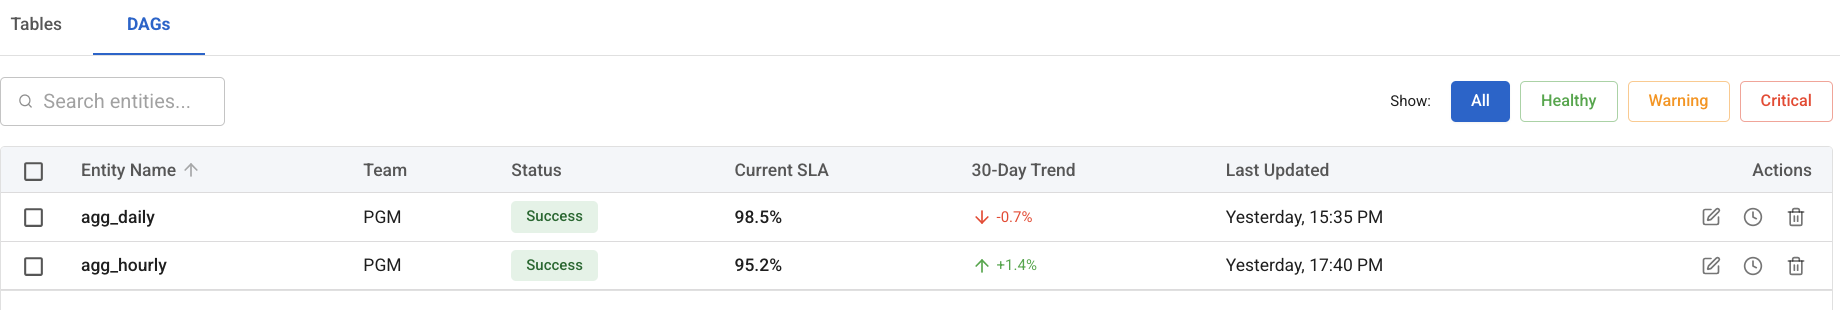 Tables DAGs
Search entities... Show: All Healthy Warning Critical
Entity Name Team Status Current SLA 30-Day Trend Last Updated Actions
agg_daily PGM Success 98.5% -0.7% Yesterday, 15:35 PM
agg_hourly PGM Success 95.2% +1.4% Yesterday, 17:40 PM